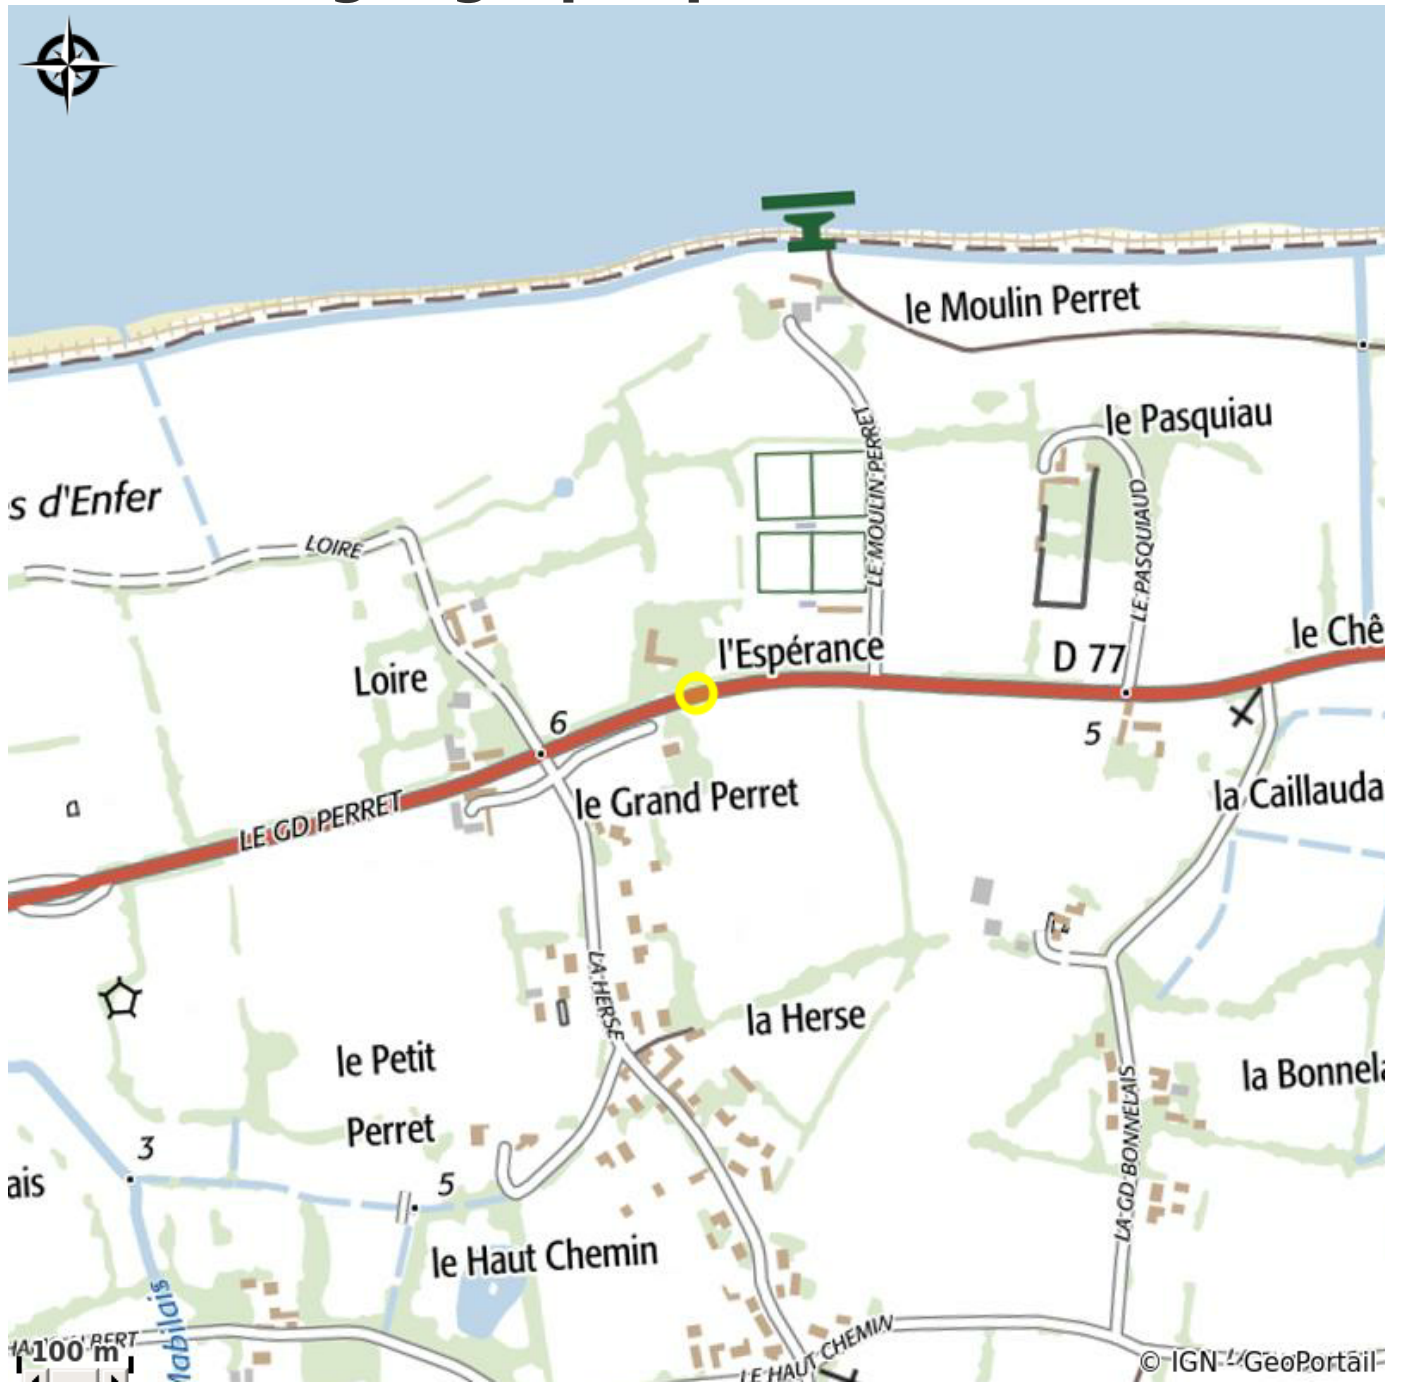 le Moulin Perret
le Pasquiau
LE MOULIN PERRET
s d'Enfer
LE PASQUIAUD
LOIRE
le Chê
l'Espérance
D 77
Loire
6
5
le Grand Perret
la Caillauda
LE GD PERRET
LA HERSE
la Herse
le Petit
Perret
la Bonnela
LA GD BONNELAIS
3
ais
5
le Haut Chemin
Mabilais
LE HAUT CHEMIN
100 m
© IGN - GeoPortail